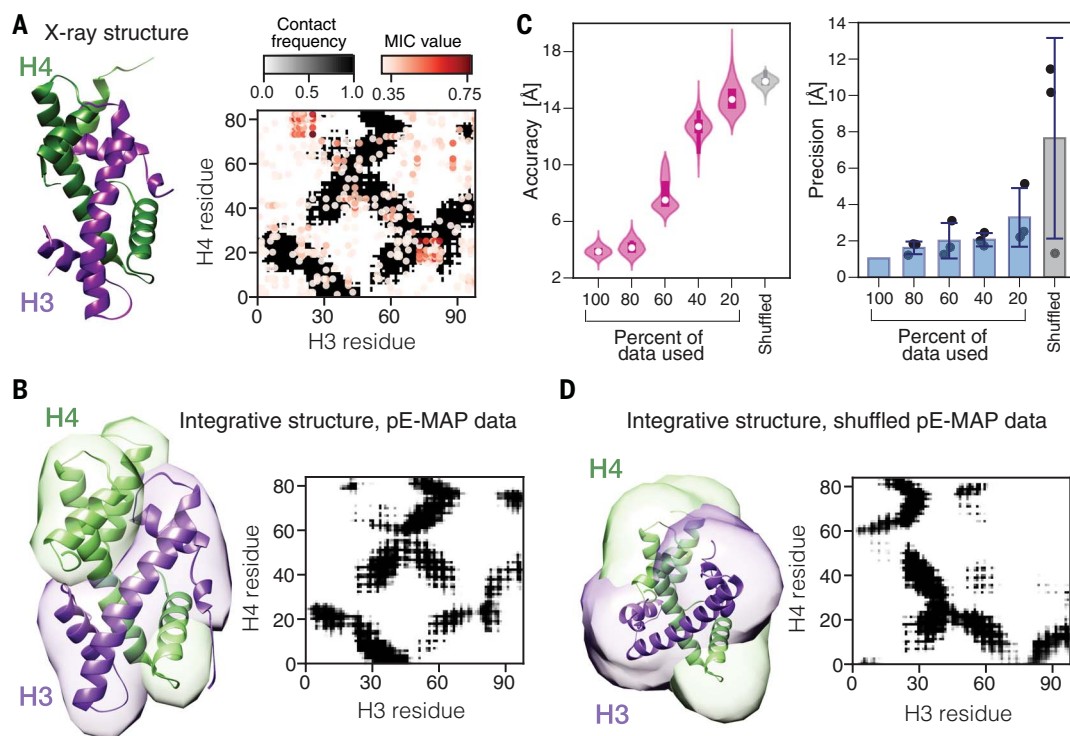 A
X-ray structure
H4
H3
Contact
frequency
0.0
0.5
1.0
MIC value
0.35
0.75
H4 residue
80
60
40
20
0
0
30
60
90
H3 residue
C
Accuracy [Å]
18
14
10
6
2
100
80
60
40
20
Shuffled
Percent of
data used
Precision [Å]
14
12
10
8
6
4
2
0
100
80
60
40
20
Shuffled
Percent of
data used
B
Integrative structure, pE-MAP data
H4
H3
H4 residue
80
60
40
20
0
0
30
60
90
H3 residue
D
Integrative structure, shuffled pE-MAP data
H4
H3
H4 residue
80
60
40
20
0
0
30
60
90
H3 residue